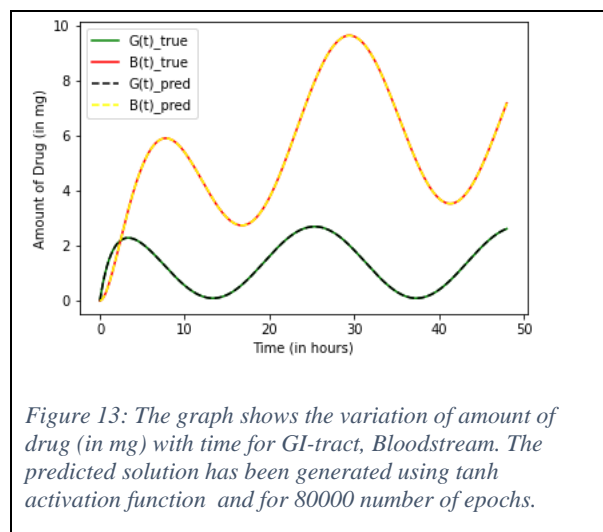 10
8
6
4
2
0
Amount of Drug (in mg)
G(t)_true
B(t)_true
G(t)_pred
B(t)_pred
0 10 20 30 40 50
Time (in hours)
Figure 13: The graph shows the variation of amount of
drug (in mg) with time for GI-tract, Bloodstream. The
predicted solution has been generated using tanh
activation function and for 80000 number of epochs.